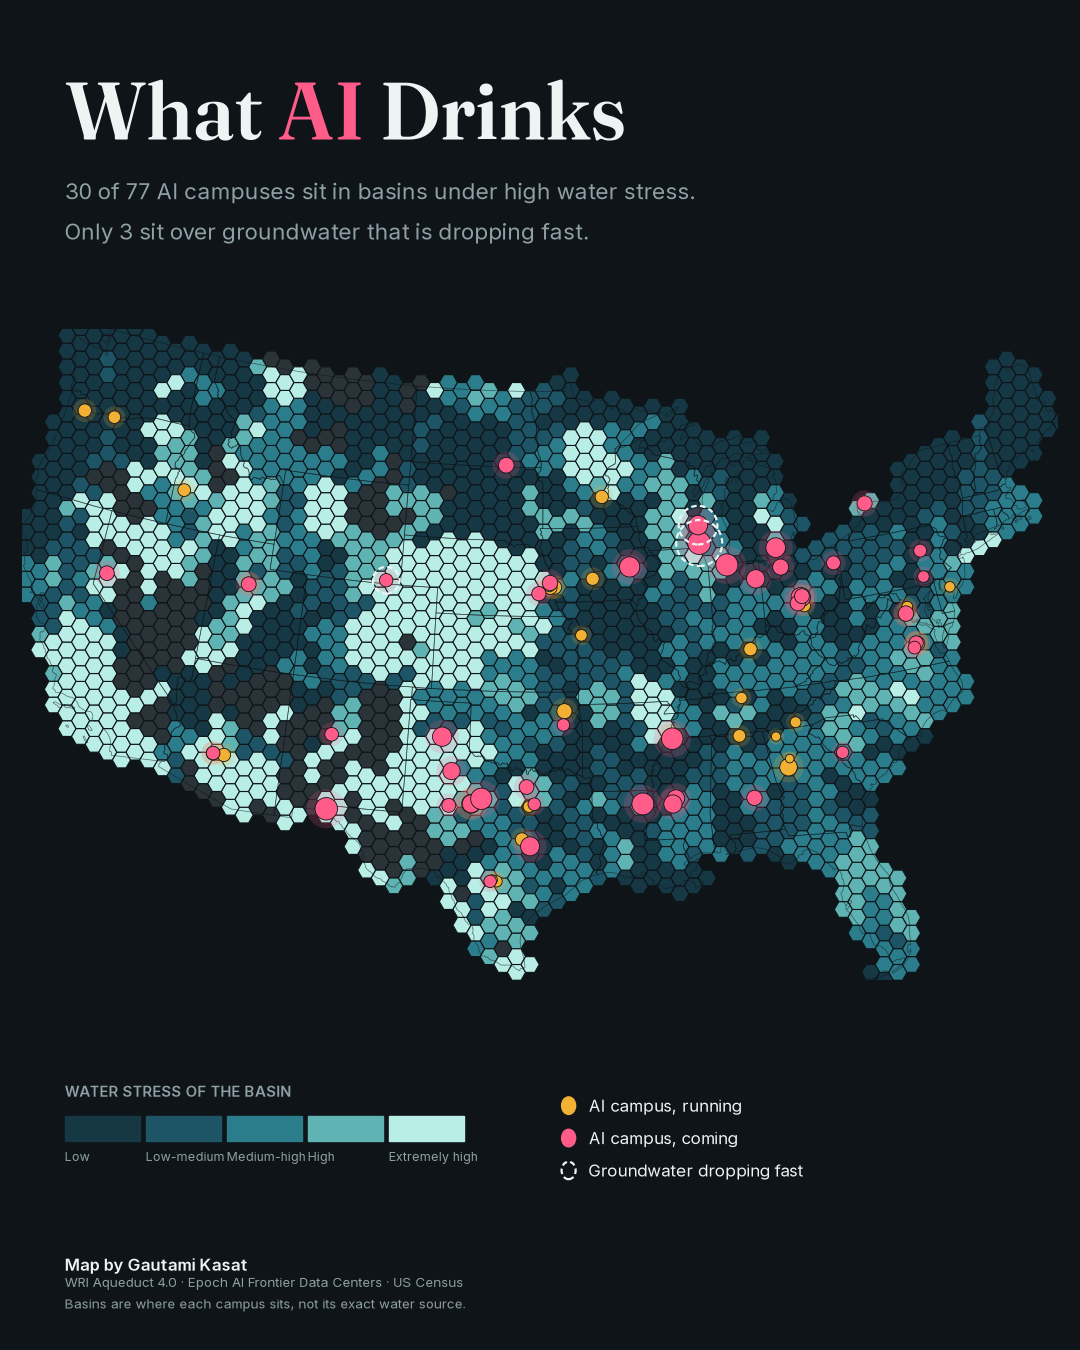 What AI Drinks
30 of 77 AI campuses sit in basins under high water stress.
Only 3 sit over groundwater that is dropping fast.
WATER STRESS OF THE BASIN
Low
Low-medium
Medium-high
High
Extremely high
AI campus, running
AI campus, coming
Groundwater dropping fast
Map by Gautami Kasat
WRI Aqueduct 4.0 · Epoch AI Frontier Data Centers · US Census
Basins are where each campus sits, not its exact water source.